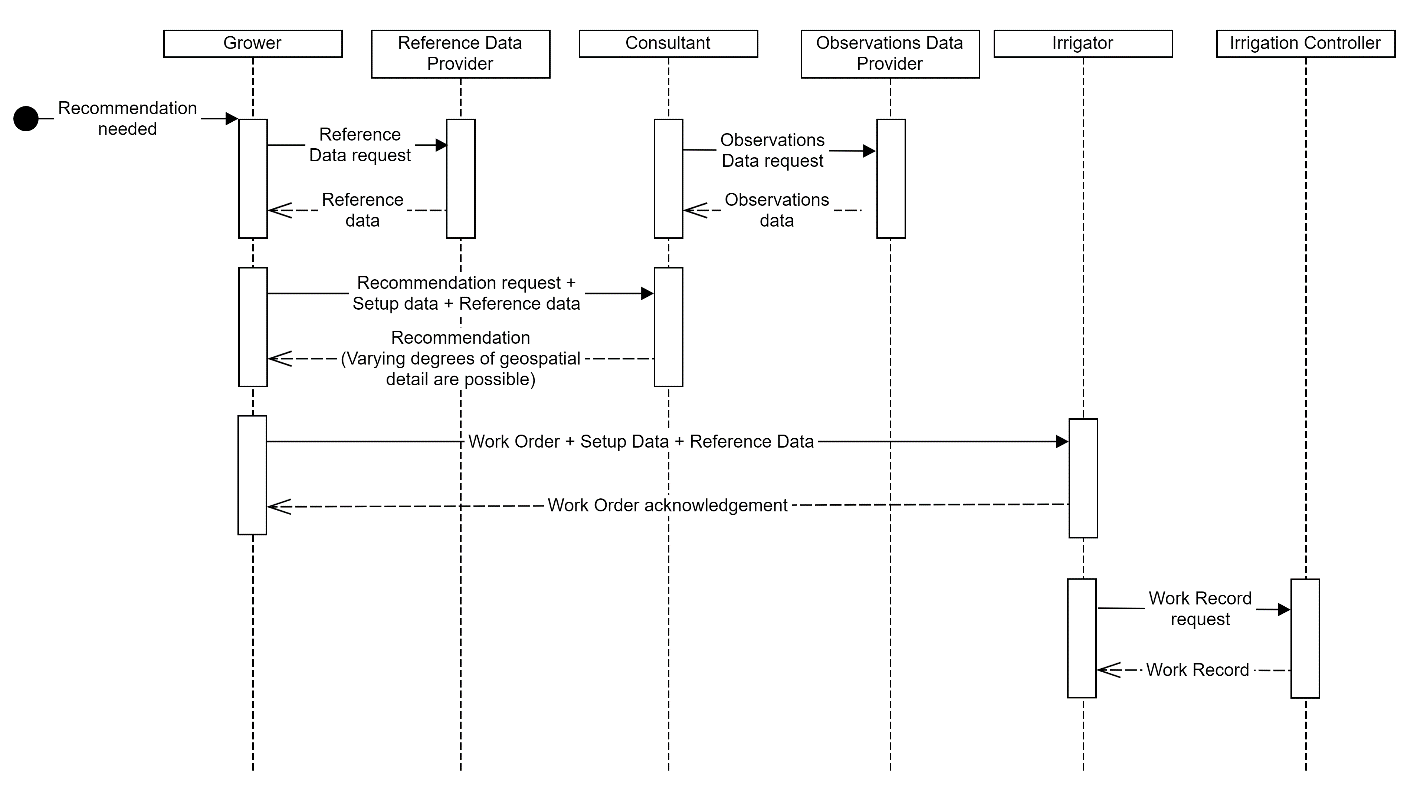 Grower
Reference Data
Provider
Consultant
Observations Data
Provider
Irrigator
Irrigation Controller
Recommendation
needed
Reference
Data request
Observations
Data request
Reference
data
Observations
data
Recommendation request +
Setup data + Reference data
Recommendation
(Varying degrees of geospatial
detail are possible)
Work Order + Setup Data + Reference Data
Work Order acknowledgement
Work Record
request
Work Record